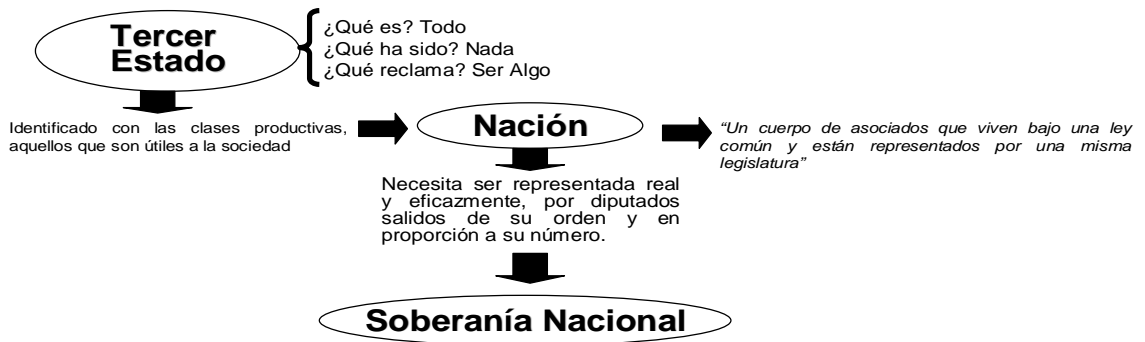 Tercer
Estado
¿Qué es? Todo
¿Qué ha sido? Nada
¿Qué reclama? Ser Algo
Identificado con las clases productivas,
aquellos que son útiles a la sociedad
Nación
“Un cuerpo de asociados que viven bajo una ley
común y están representados por una misma
legislatura”
Necesita ser representada real
y eficazmente, por diputados
salidos de su orden y en
proporción a su número.
Soberanía Nacional